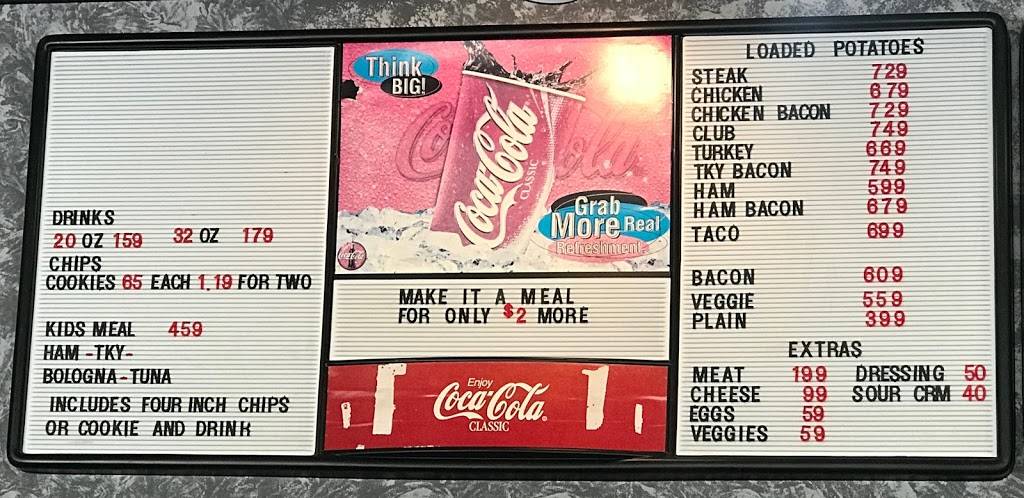 DRINKS
20 OZ 159 32 OZ 179
CHIPS
COOKIES 65 EACH 1.19 FOR TWO
KIDS MEAL 459
HAM -TKY-
BOLOGNA-TUNA
INCLUDES FOUR INCH CHIPS
OR COOKIE AND DRINK
Think
BIG!
Coca-Cola
Coca-Cola
CLASSIC
Grab
More Real
Refreshment
Coca-Cola
MAKE IT A MEAL
FOR ONLY $2 MORE
Enjoy
Coca-Cola
CLASSIC
LOADED POTATOES
STEAK 729
CHICKEN 679
CHICKEN BACON 729
CLUB 749
TURKEY 669
TKY BACON 749
HAM 599
HAM BACON 679
TACO 699
BACON 609
VEGGIE 559
PLAIN 399
EXTRAS
MEAT 199 DRESSING 50
CHEESE 99 SOUR CRM 40
EGGS 59
VEGGIES 59